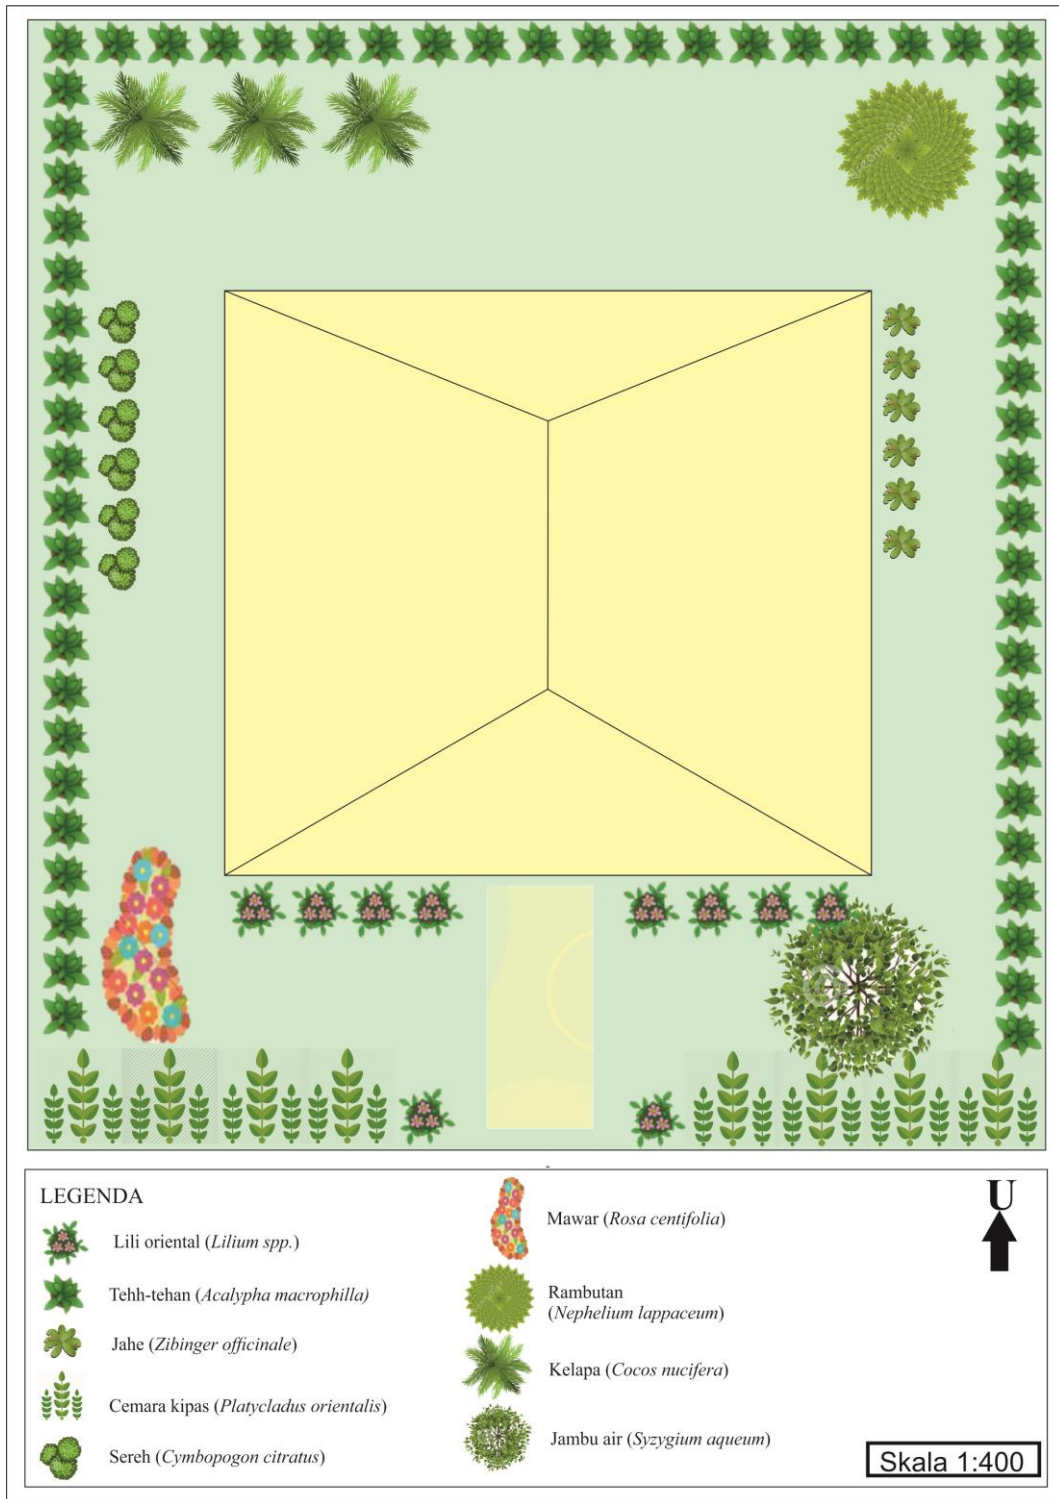 LEGENDA
Lili oriental (Lilium spp.)
Tehh-tehan (Acalypha macrophilla)
Jahe (Zibinger officinale)
Cemara kipas (Platycladus orientalis)
Sereh (Cymbopogon citratus)
Mawar (Rosa centifolia)
Rambutan
(Nephelium lappaceum)
Kelapa (Cocos nucifera)
Jambu air (Syzygium aqueum)
U
Skala 1:400